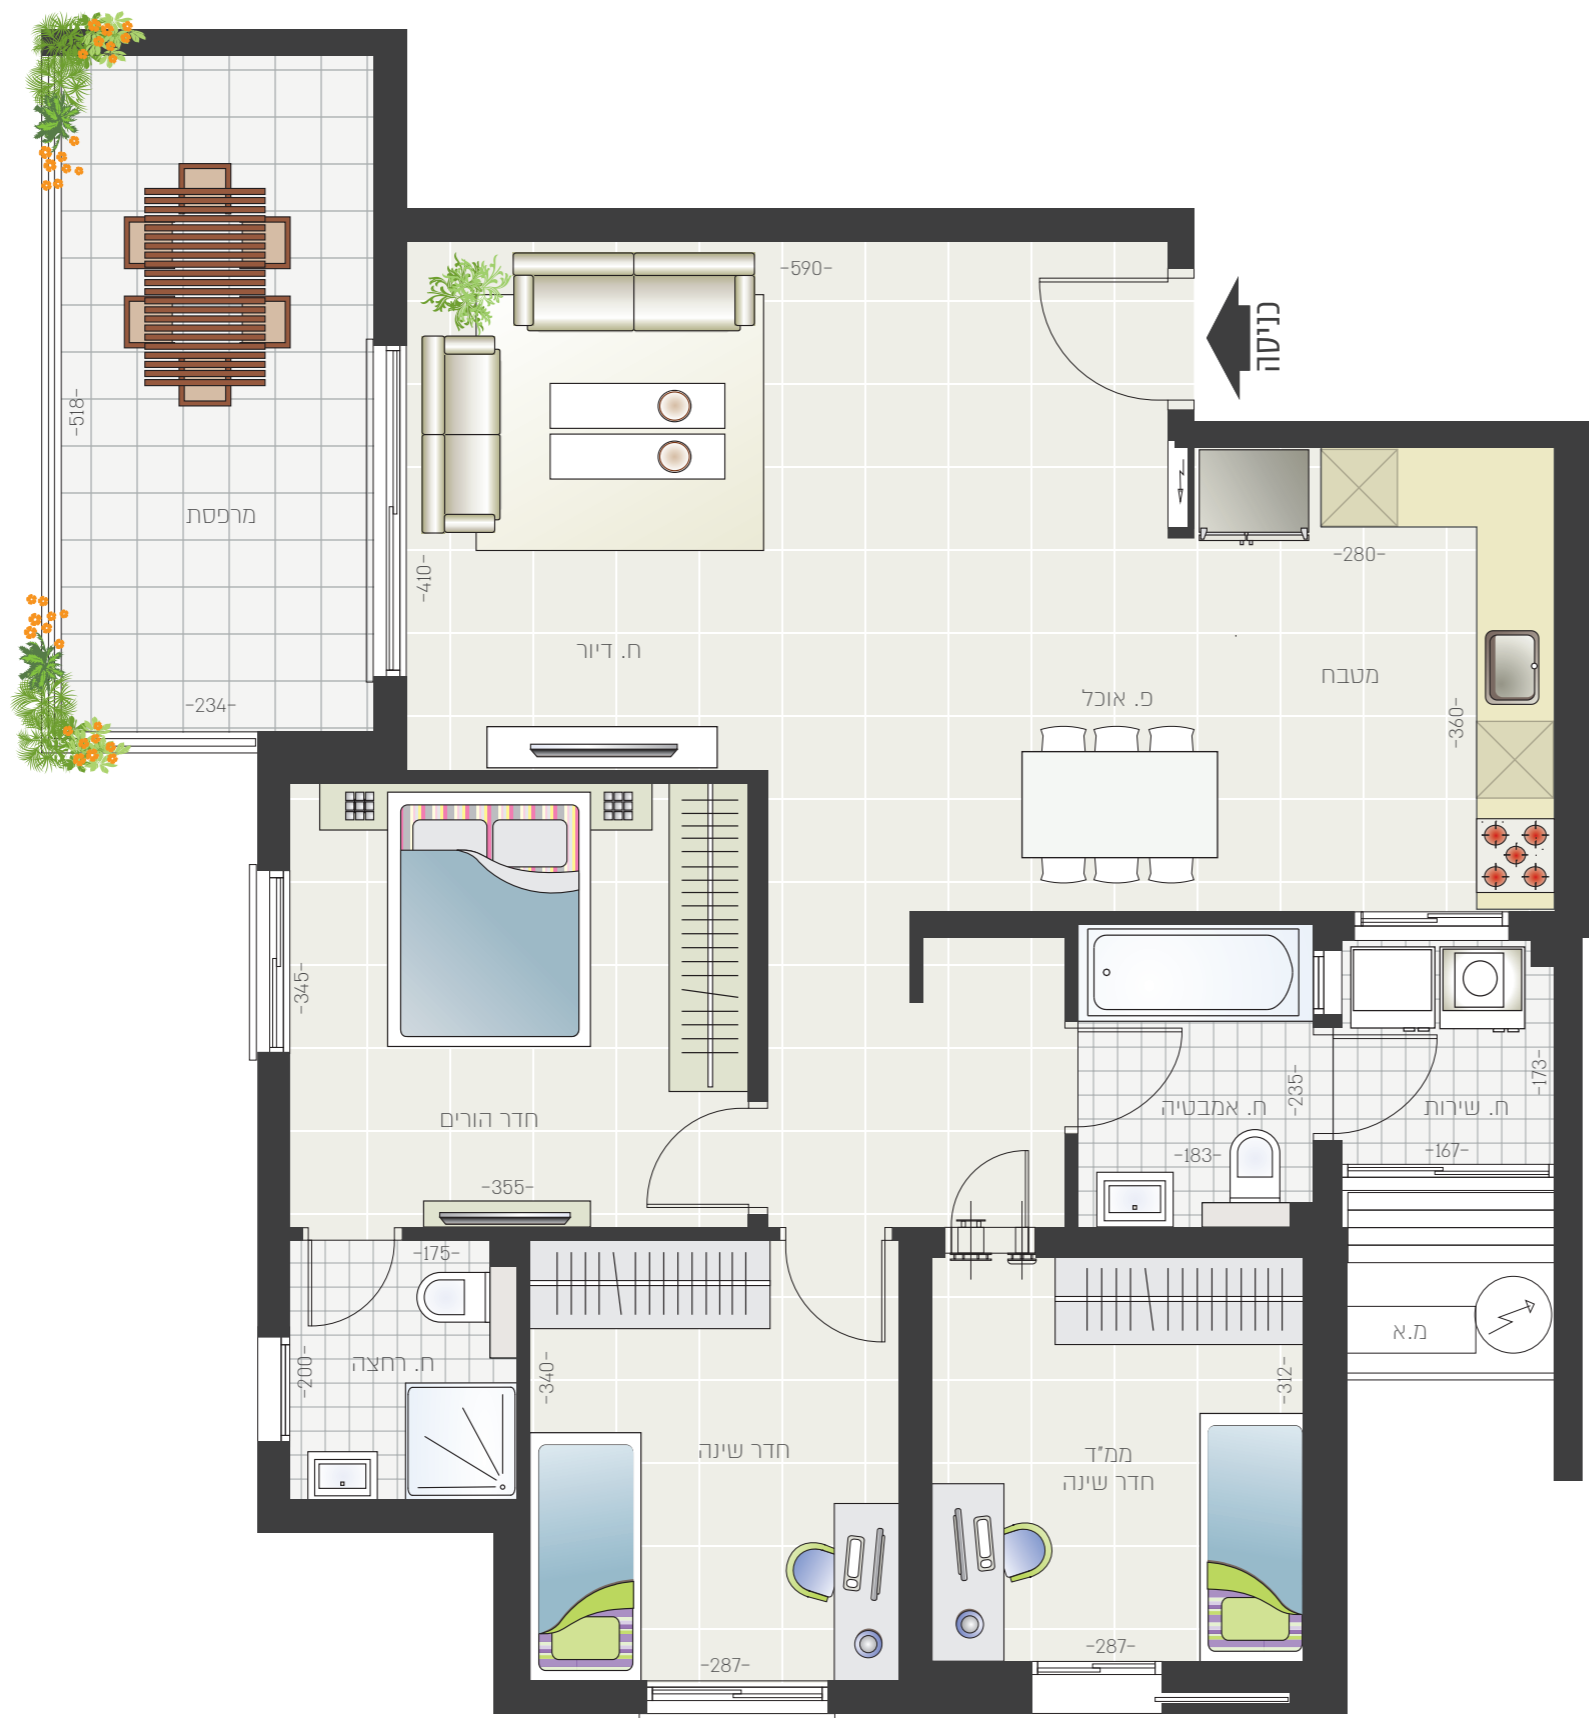 -590-
כניסה
-518-
מרפסת
-410-
-280-
ח. דיור
מטבח
פ. אוכל
-234-
-360-
-345-
חדר הורים
-355-
ח. אמבטיה
-235-
-183-
ח. שירות
-173-
-167-
-175-
ח. רחצה
-200-
-340-
חדר שינה
-287-
-312-
ממ"ד
חדר שינה
-287-
מ.א